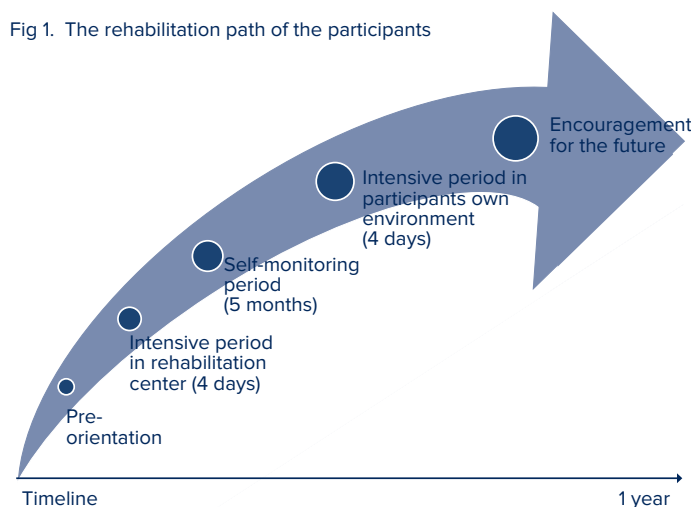 Fig 1. The rehabilitation path of the participants
Encouragement
for the future
Intensive period in
participants own
environment
(4 days)
Self-monitoring
period
(5 months)
Intensive period
in rehabilitation
center (4 days)
Pre-
orientation
Timeline
1 year